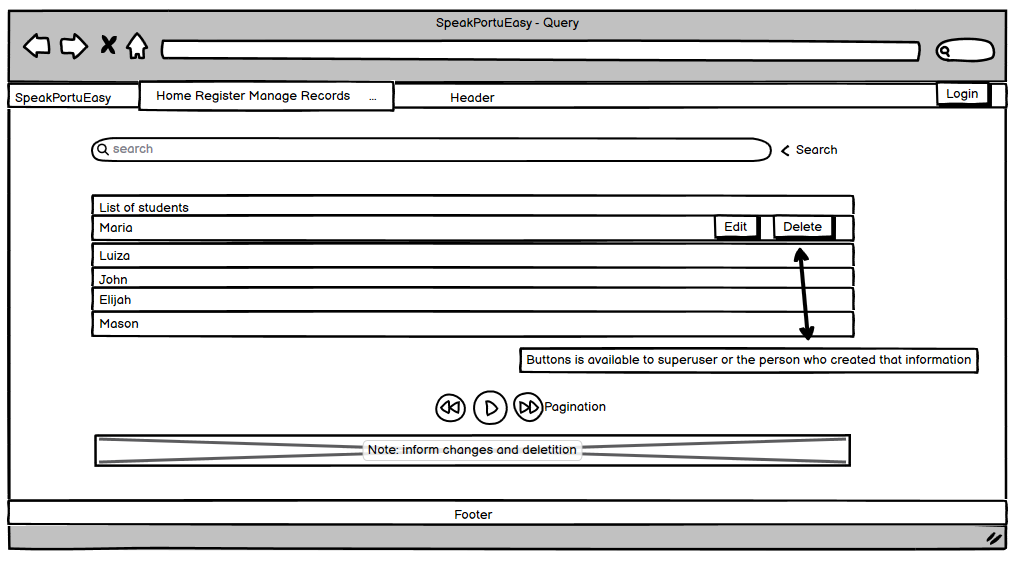 SpeakPortuEasy - Query
SpeakPortuEasy
Home Register Manage Records ...
Header
Login
search
Search
List of students
Maria
Edit
Delete
Luiza
John
Elijah
Mason
Buttons is available to superuser or the person who created that information
Pagination
Note: inform changes and deletition
Footer